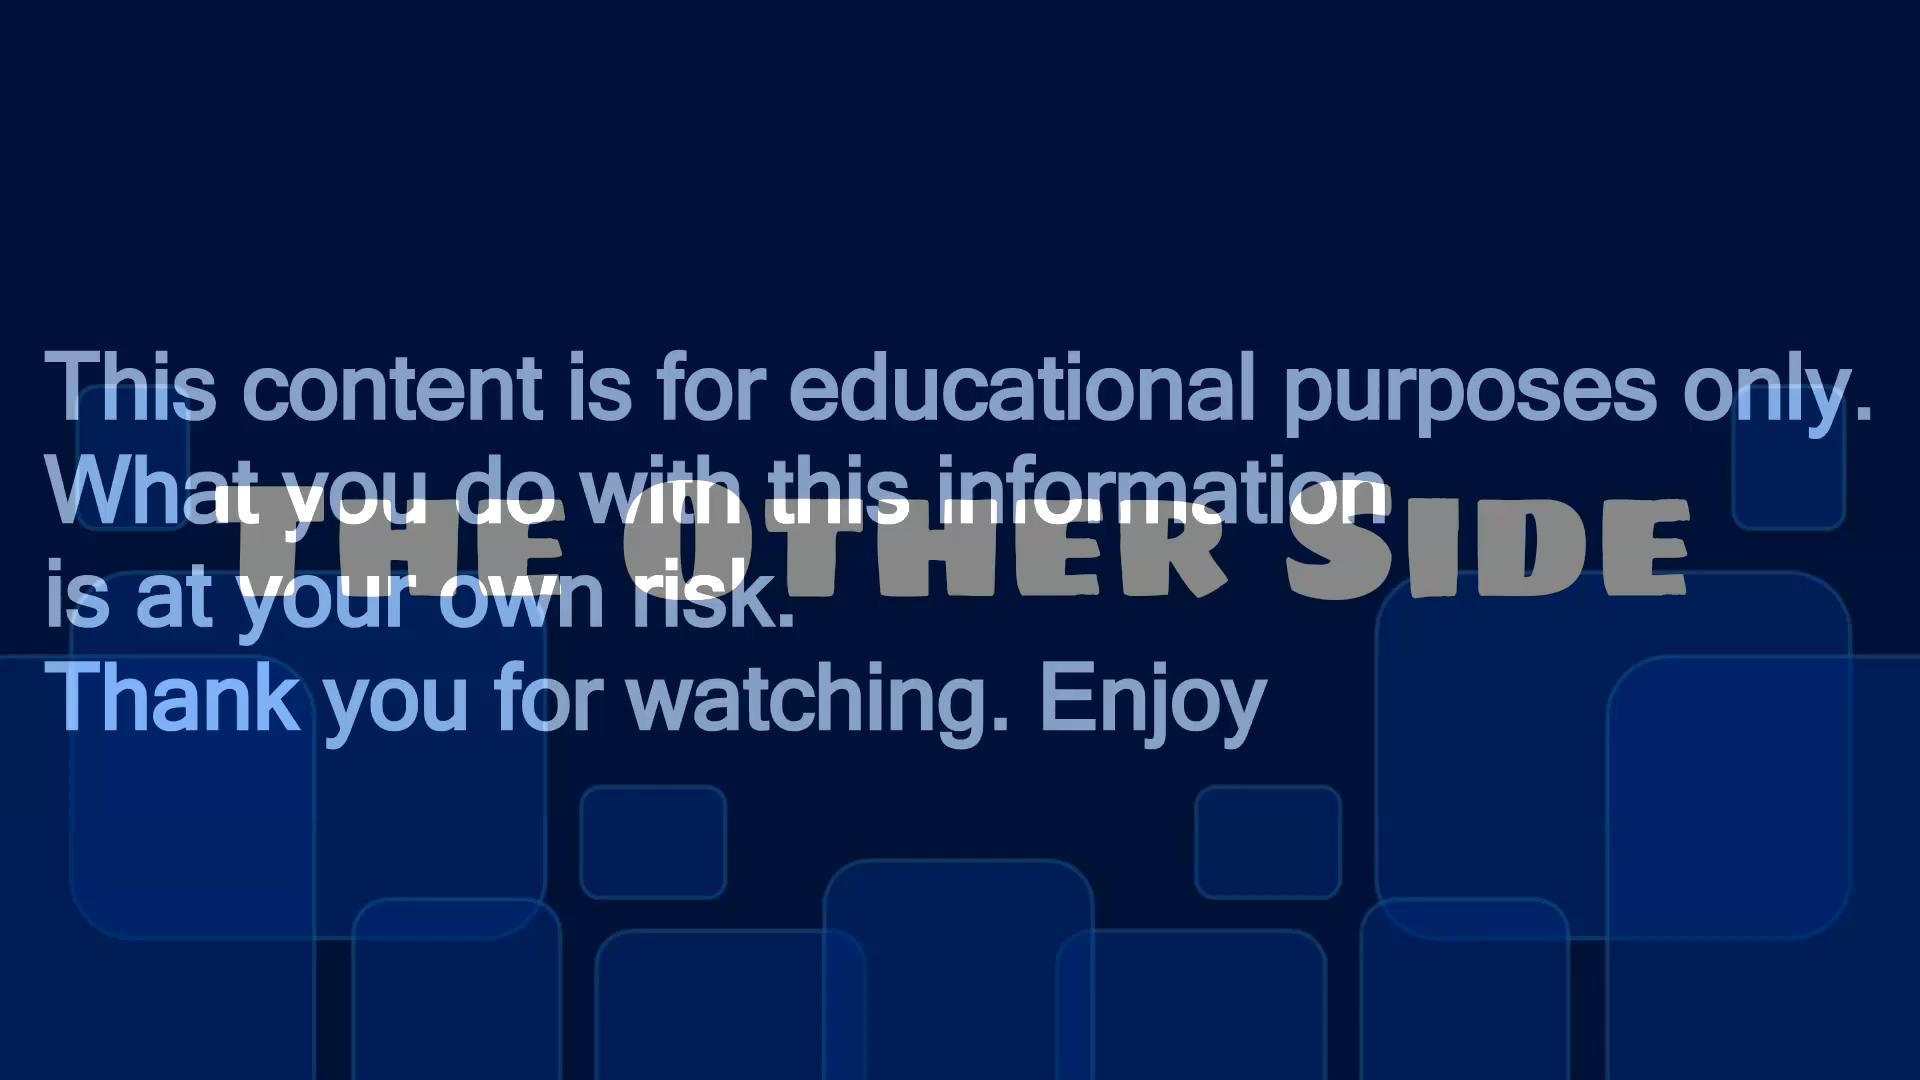 This content is for educational purposes only.
What you do with this information
The Other Side
is at your own risk.
Thank you for watching. Enjoy